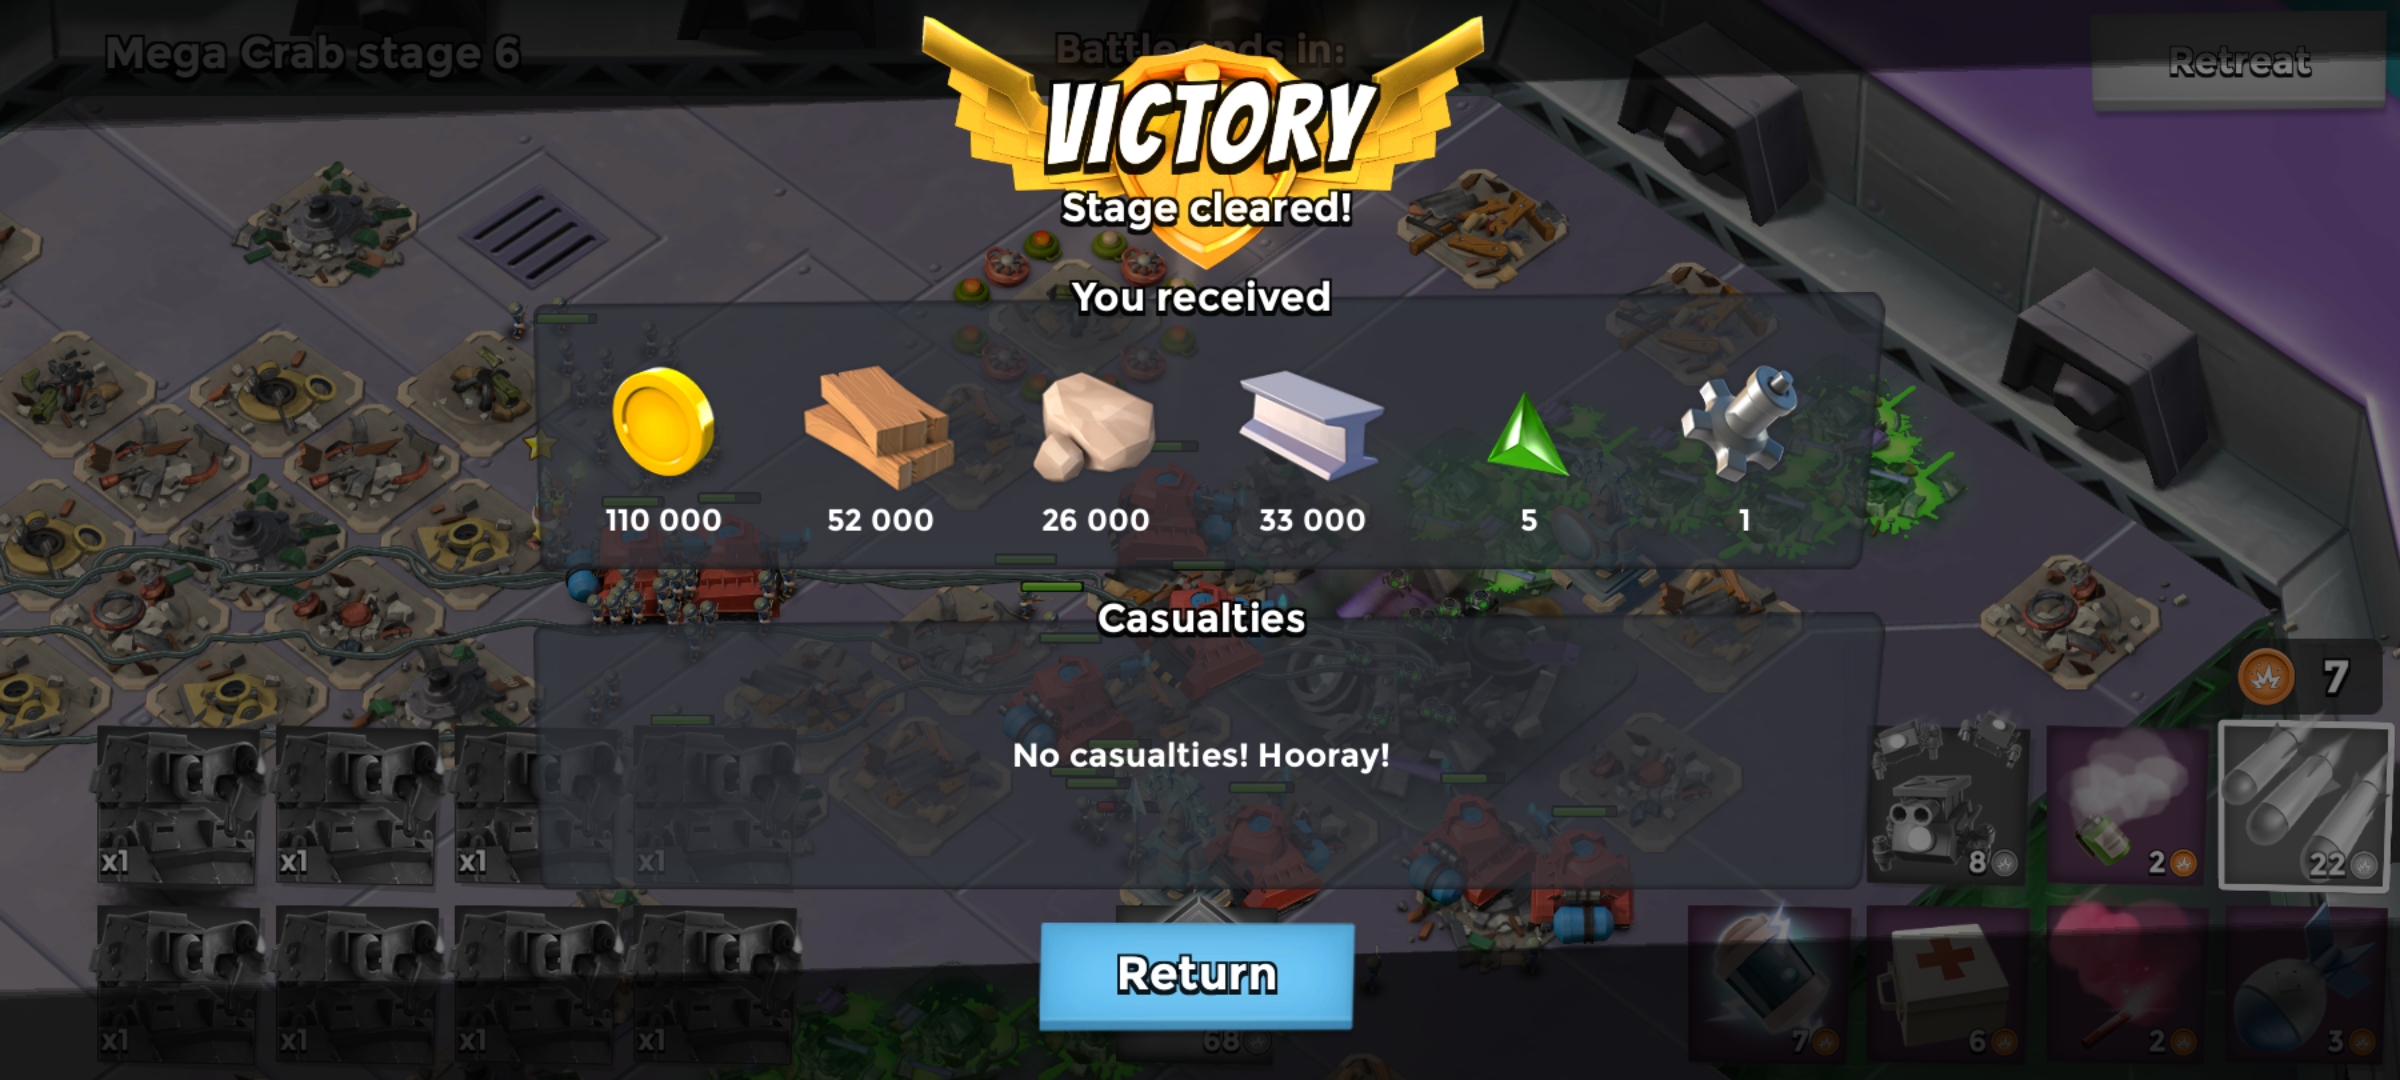 Mega Crab stage 6
Battle ends in:
Retreat
VICTORY
Stage cleared!
You received
110 000
52 000
26 000
33 000
5
1
Casualties
No casualties! Hooray!
7
x1
x1
x1
x1
8
2
22
x1
x1
x1
x1
Return
68
7
6
2
3